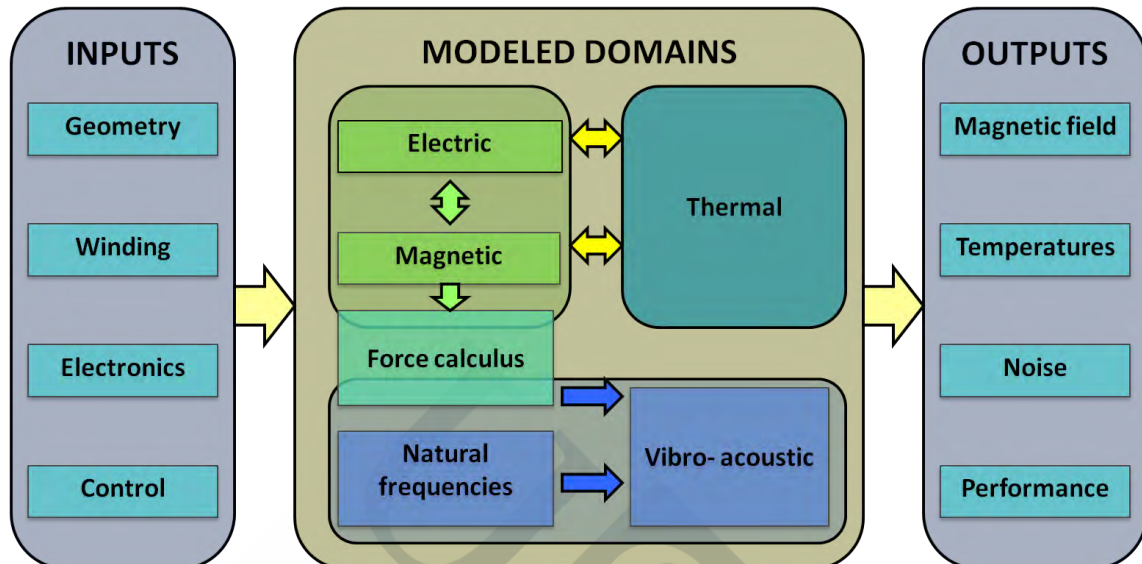 INPUTS
Geometry
Winding
Electronics
Control
MODELED DOMAINS
Electric
Magnetic
Force calculus
Natural
frequencies
Thermal
Vibro- acoustic
OUTPUTS
Magnetic field
Temperatures
Noise
Performance